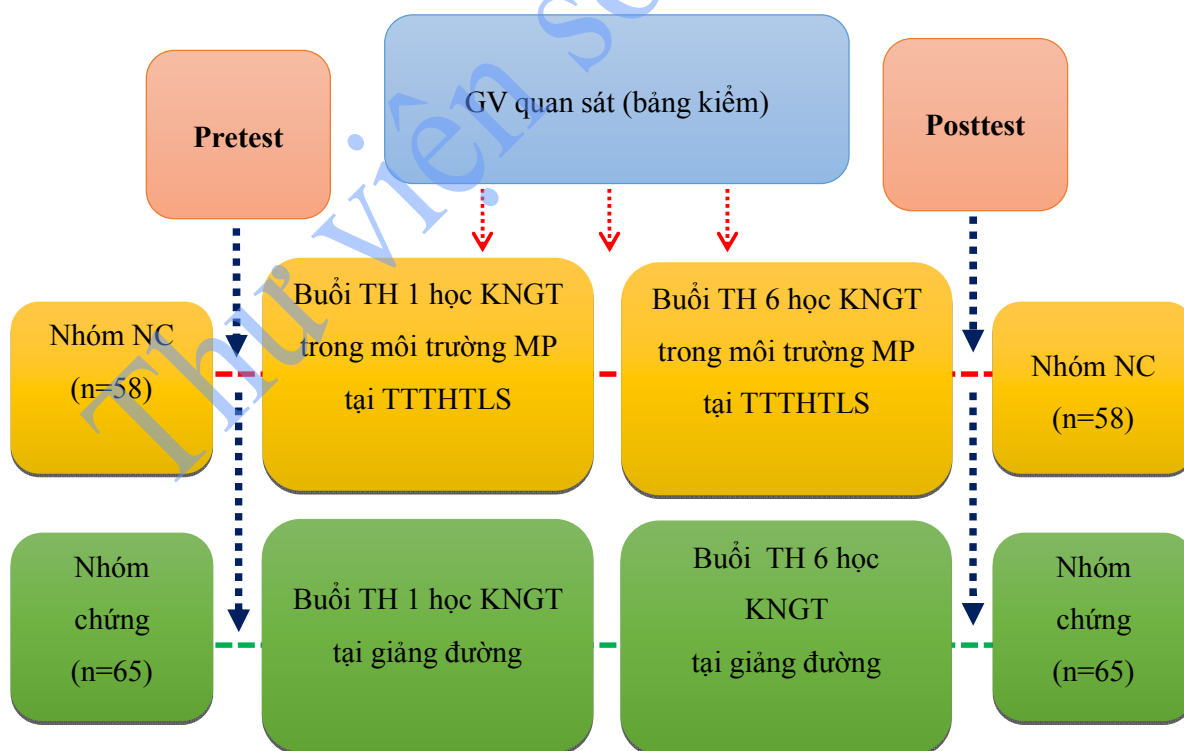 GV quan sát (bảng kiểm)
Pretest
Posttest
Nhóm NC
(n=58)
Buổi TH 1 học KNGT
trong môi trường MP
tại TTTHTLS
Buổi TH 6 học KNGT
trong môi trường MP
tại TTTHTLS
Nhóm NC
(n=58)
Nhóm
chứng
(n=65)
Buổi TH 1 học KNGT
tại giảng đường
Buổi TH 6 học
KNGT
tại giảng đường
Nhóm
chứng
(n=65)
Thư viện